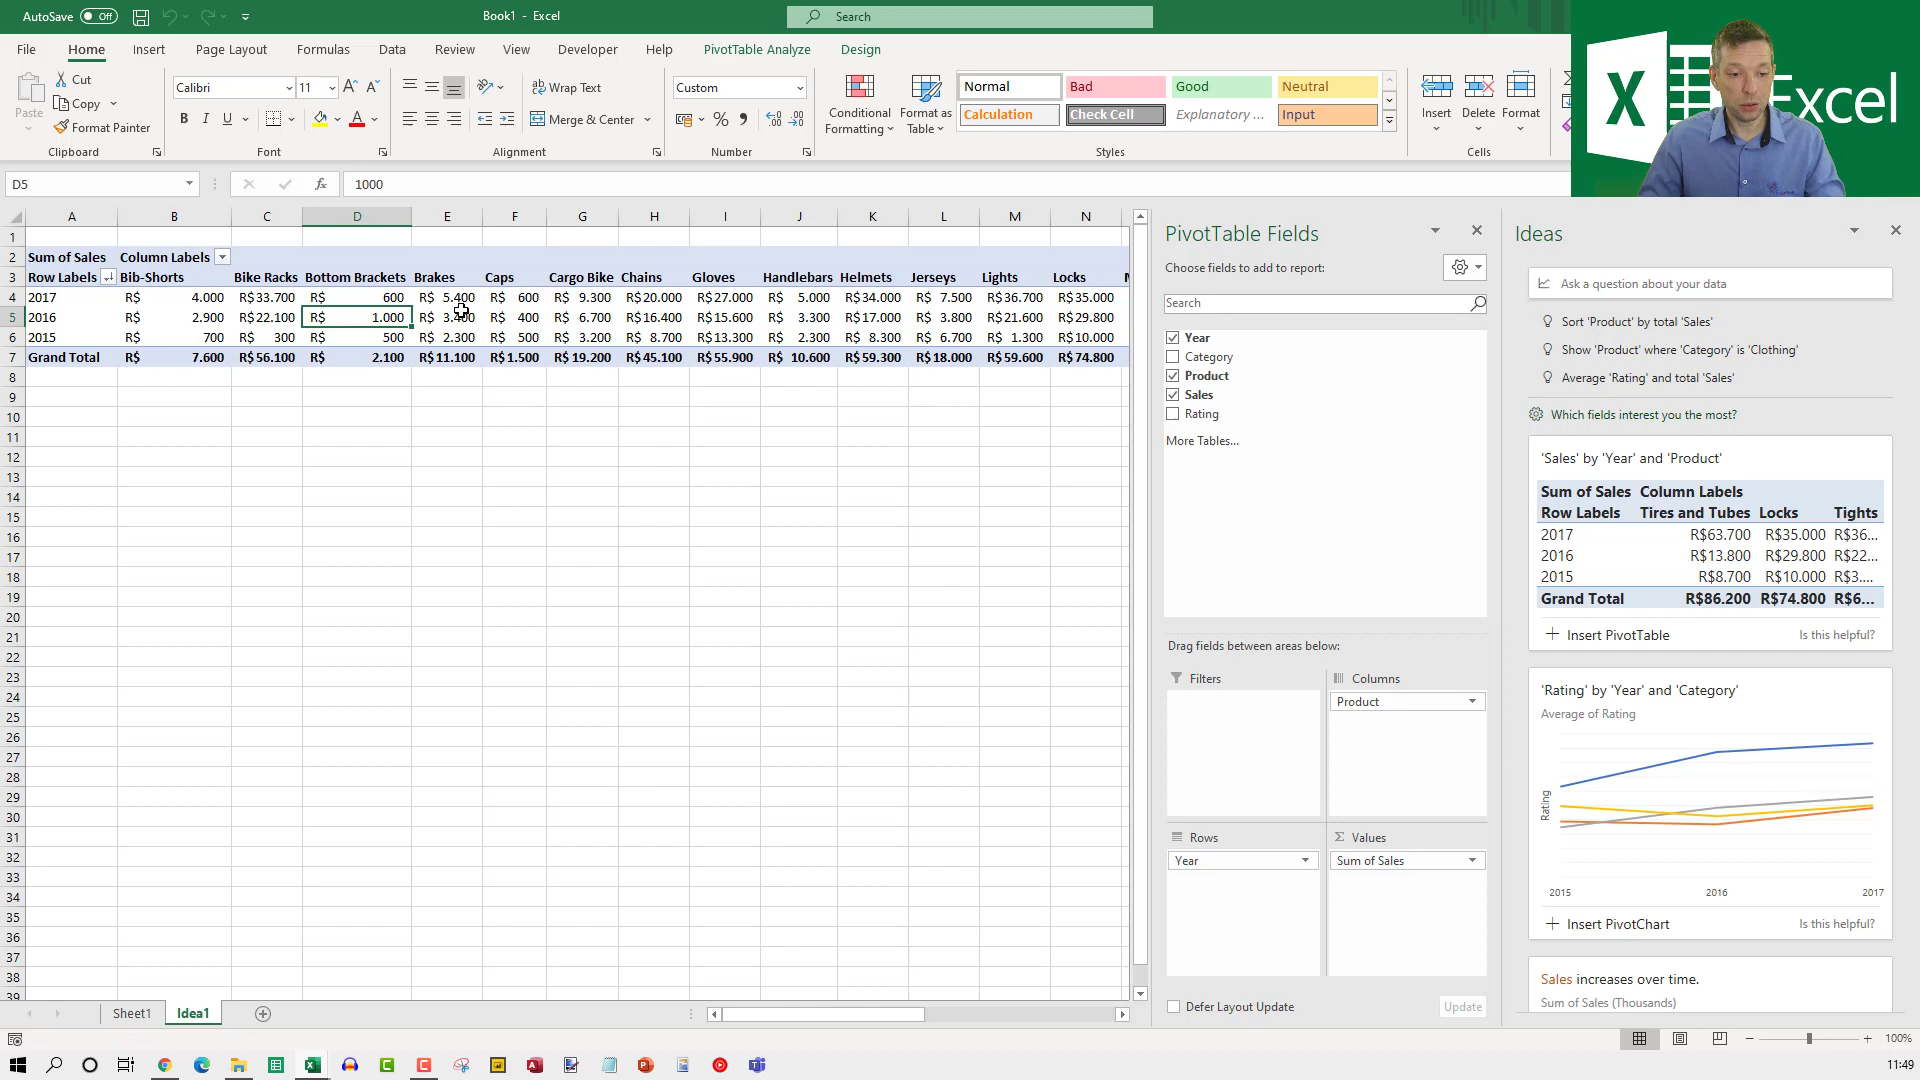 AutoSave Off Book1 - Excel Search
File Home Insert Page Layout Formulas Data Review View Developer Help PivotTable Analyze Design
Paste Cut Copy Format Painter
Calibri 11 Wrap Text Merge & Center Custom
B I U
Conditional Formatting Format as Table
Normal Bad Good Neutral
Calculation Check Cell Explanatory ... Input
Insert Delete Format
Clipboard Font Alignment Number Styles Cells
X Excel
D5 fx 1000
A B C D E F G H I J K L M N
1
2 Sum of Sales Column Labels
3 Row Labels Bib-Shorts Bike Racks Bottom Brackets Brakes Caps Cargo Bike Chains Gloves Handlebars Helmets Jerseys Lights Locks
4 2017 R$ 4.000 R$33.700 R$ 600 R$ 5.400 R$ 600 R$ 9.300 R$20.000 R$27.000 R$ 5.000 R$34.000 R$ 7.500 R$36.700 R$35.000
5 2016 R$ 2.900 R$22.100 R$ 1.000 R$ R$ 400 R$ 6.700 R$16.400 R$15.600 R$ 3.300 R$17.000 R$ 3.800 R$21.600 R$29.800
6 2015 R$ 700 R$ 300 R$ 500 R$ 2.300 R$ 500 R$ 3.200 R$ 8.700 R$13.300 R$ 2.300 R$ 8.300 R$ 6.700 R$ 1.300 R$10.000
7 Grand Total R$ 7.600 R$56.100 R$ 2.100 R$11.100 R$1.500 R$19.200 R$45.100 R$55.900 R$ 10.600 R$59.300 R$18.000 R$59.600 R$74.800
8
9
10
11
12
13
14
15
16
17
18
19
20
21
22
23
24
25
26
27
28
29
30
31
32
33
34
35
36
37
38
39
PivotTable Fields
Choose fields to add to report:
Search
Year
Category
Product
Sales
Rating
More Tables...
Drag fields between areas below:
Filters Columns
Product
Rows Values
Year Sum of Sales
Defer Layout Update Update
Ideas
Ask a question about your data
Sort 'Product' by total 'Sales'
Show 'Product' where 'Category' is 'Clothing'
Average 'Rating' and total 'Sales'
Which fields interest you the most?
'Sales' by 'Year' and 'Product'
Sum of Sales Column Labels
Row Labels Tires and Tubes Locks Tights
2017 R$63.700 R$35.000 R$36...
2016 R$13.800 R$29.800 R$22...
2015 R$8.700 R$10.000 R$3....
Grand Total R$86.200 R$74.800 R$6...
Insert PivotTable Is this helpful?
'Rating' by 'Year' and 'Category'
Average of Rating
Rating
2015 2016 2017
Insert PivotChart Is this helpful?
Sales increases over time.
Sum of Sales (Thousands)
Sheet1 Idea1
100%
11:49